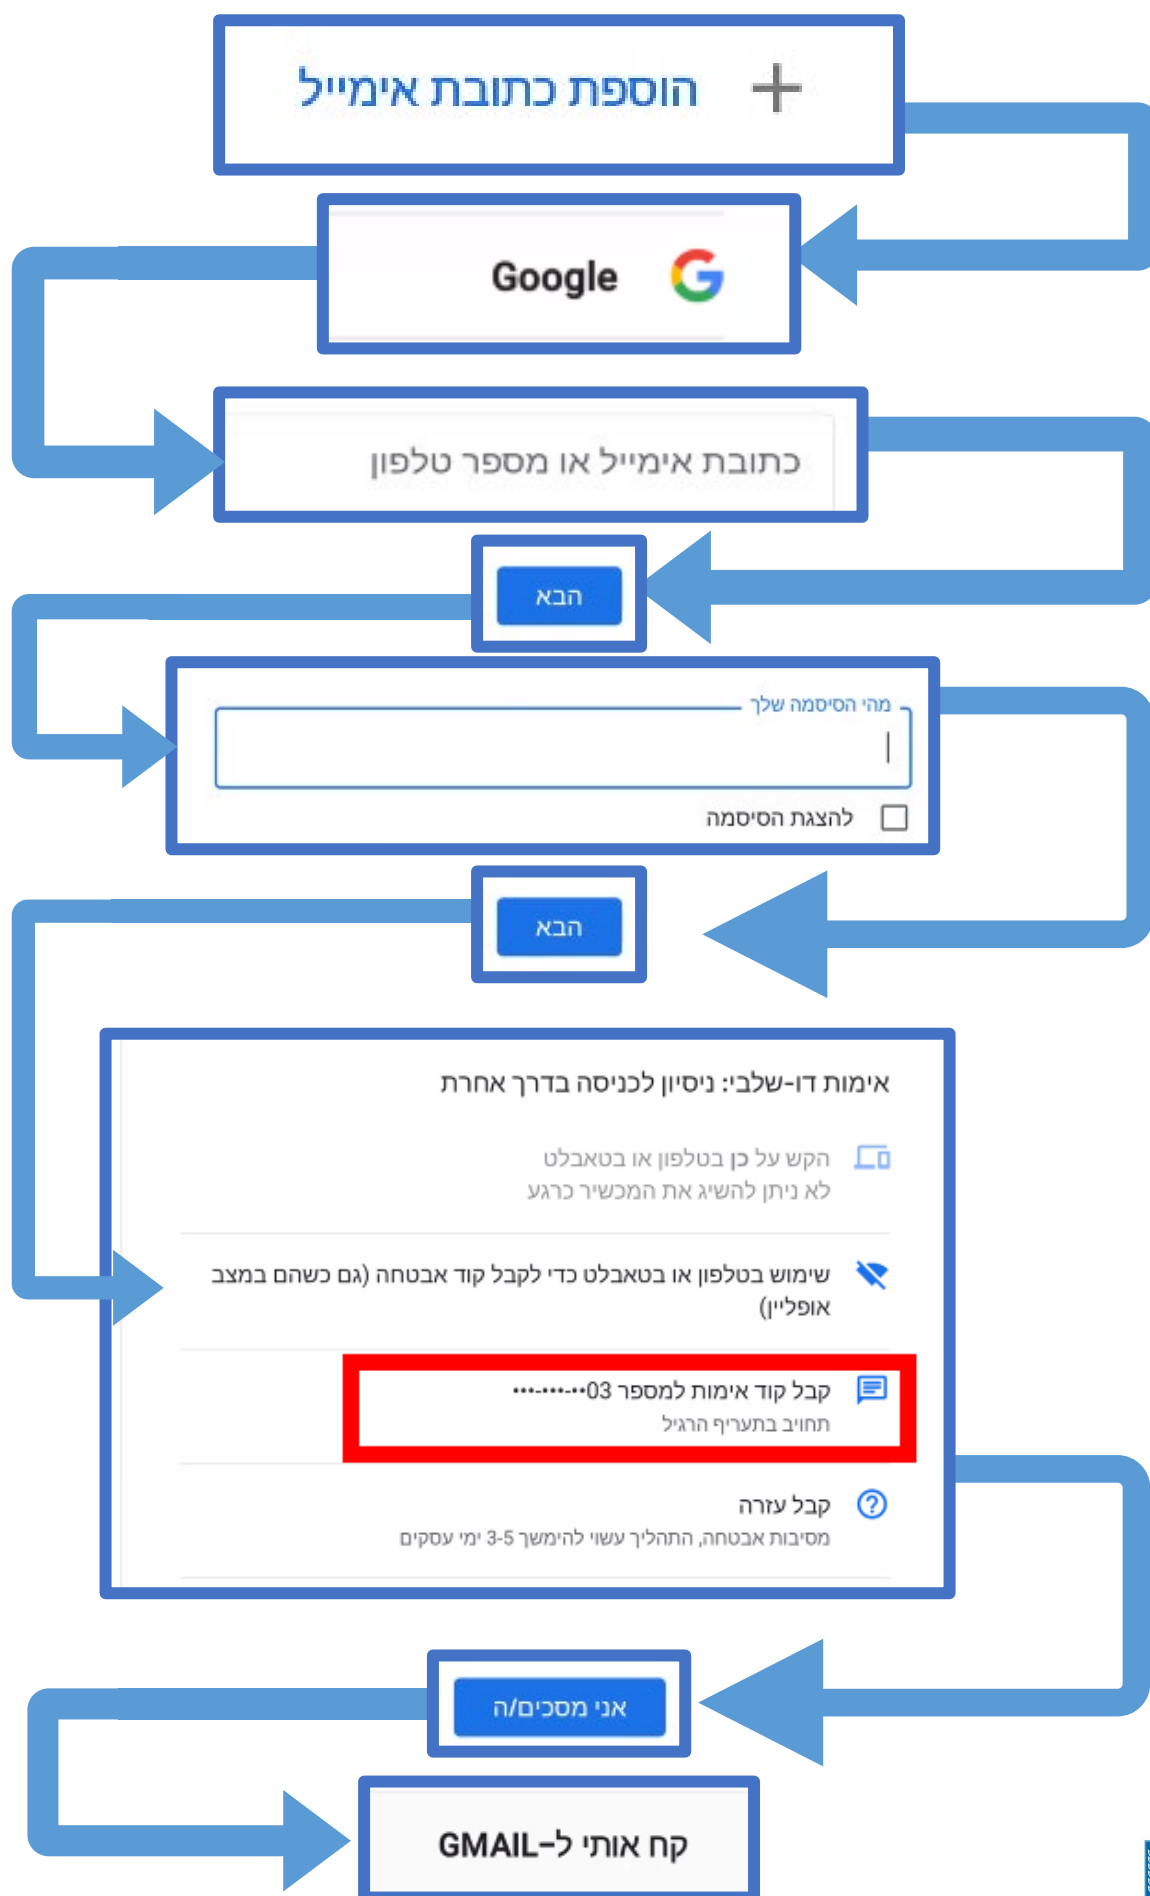 הוספת כתובת אימייל
Google
כתובת אימייל או מספר טלפון
הבא
מהי הסיסמה שלך
להצגת הסיסמה
הבא
אימות דו-שלבי: ניסיון לכניסה בדרך אחרת
הקש על כן בטלפון או בטאבלט
לא ניתן להשיג את המכשיר כרגע
שימוש בטלפון או בטאבלט כדי לקבל קוד אבטחה (גם כשהם במצב
אופליין)
קבל קוד אימות למספר 03••-•••-•••
תחויב בתעריף הרגיל
קבל עזרה
מסיבות אבטחה, התהליך עשוי להימשך 3-5 ימי עסקים
אני מסכים/ה
קח אותי ל-GMAIL